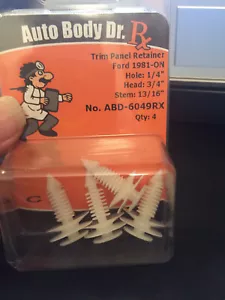 Auto Body Dr. Rx
Trim Panel Retainer
Ford 1981-ON
Hole: 1/4"
Head: 3/4"
Stem: 13/16"
No. ABD-6049RX
Qty: 4
C